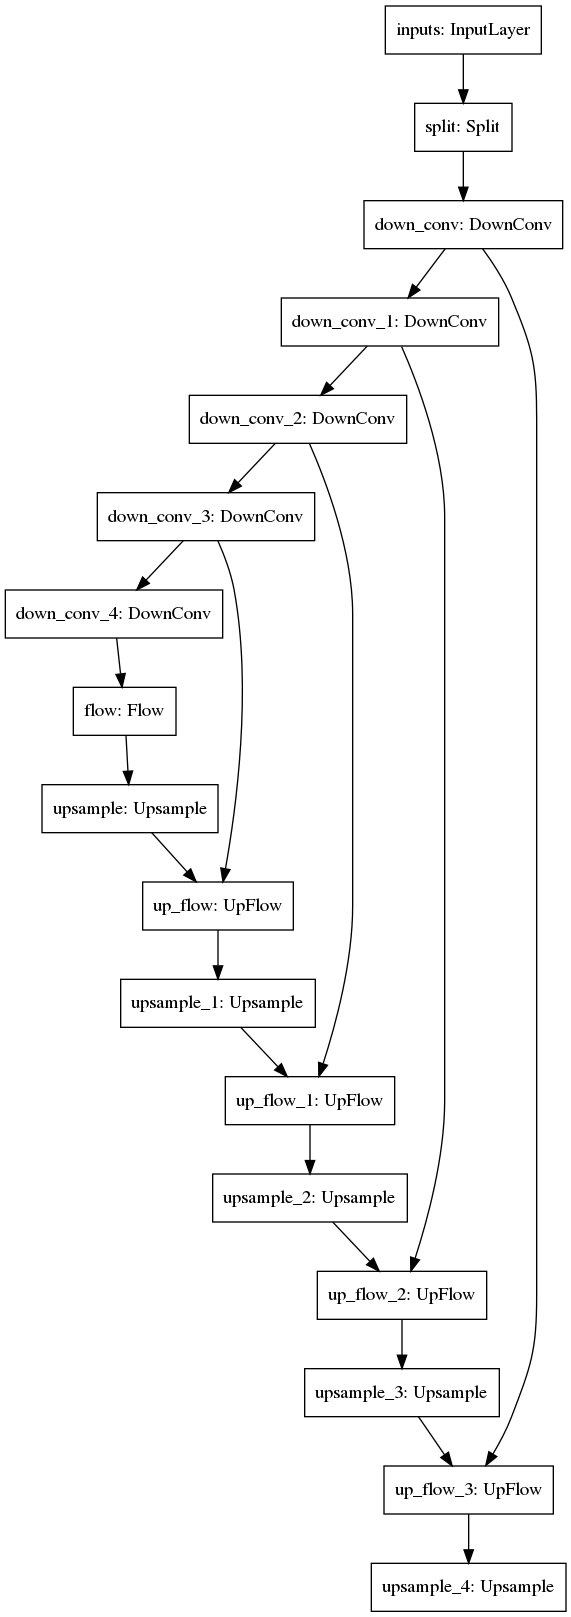 inputs: InputLayer
split: Split
down_conv: DownConv
down_conv_1: DownConv
down_conv_2: DownConv
down_conv_3: DownConv
down_conv_4: DownConv
flow: Flow
upsample: Upsample
up_flow: UpFlow
upsample_1: Upsample
up_flow_1: UpFlow
upsample_2: Upsample
up_flow_2: UpFlow
upsample_3: Upsample
up_flow_3: UpFlow
upsample_4: Upsample